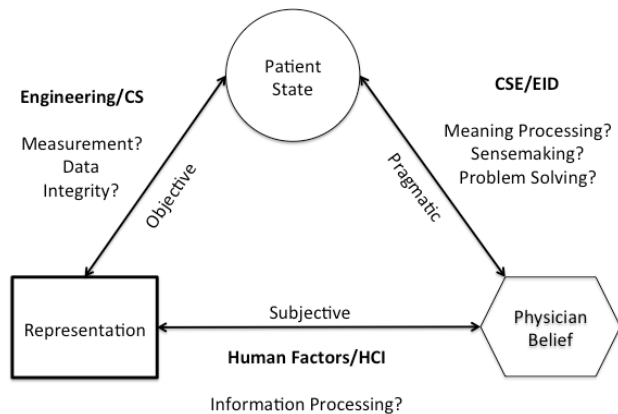 Patient
State
Engineering/CS
Measurement?
Data
Integrity?
Objective
CSE/EID
Meaning Processing?
Sensemaking?
Problem Solving?
Pragmatic
Representation
Subjective
Human Factors/HCI
Information Processing?
Physician
Belief